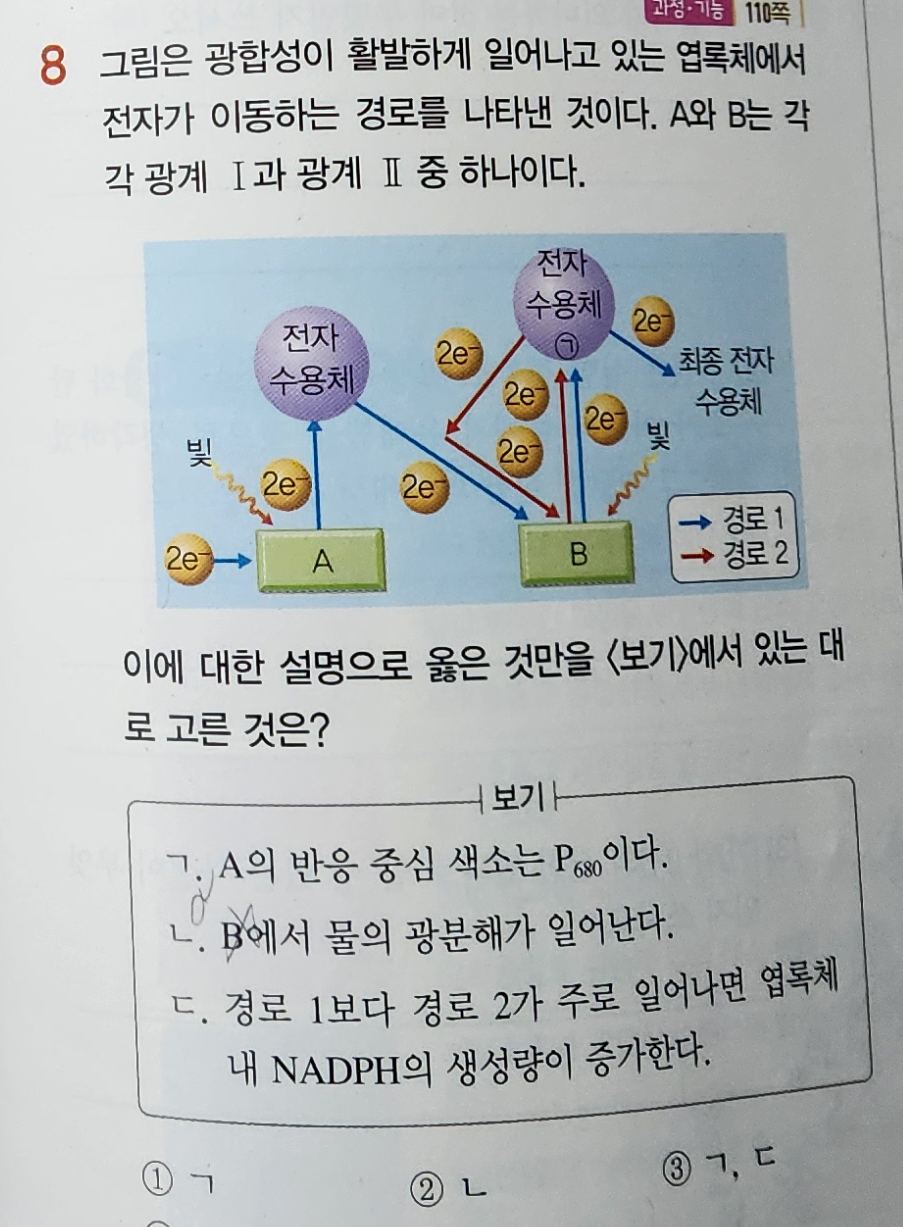 과정·기능 110쪽
8 그림은 광합성이 활발하게 일어나고 있는 엽록체에서
전자가 이동하는 경로를 나타낸 것이다. A와 B는 각
각 광계 Ⅰ과 광계 Ⅱ 중 하나이다.
전자
수용체
㉠
2e⁻
최종 전자
수용체
전자
수용체
2e⁻
2e⁻
2e⁻
2e⁻
빛
빛
2e⁻
2e⁻
2e⁻
A
B
경로 1
경로 2
이에 대한 설명으로 옳은 것만을 〈보기〉에서 있는 대
로 고른 것은?
보기
ㄱ. A의 반응 중심 색소는 P₆₈₀이다.
ㄴ. B에서 물의 광분해가 일어난다.
ㄷ. 경로 1보다 경로 2가 주로 일어나면 엽록체
내 NADPH의 생성량이 증가한다.
① ㄱ ② ㄴ ③ ㄱ, ㄷ